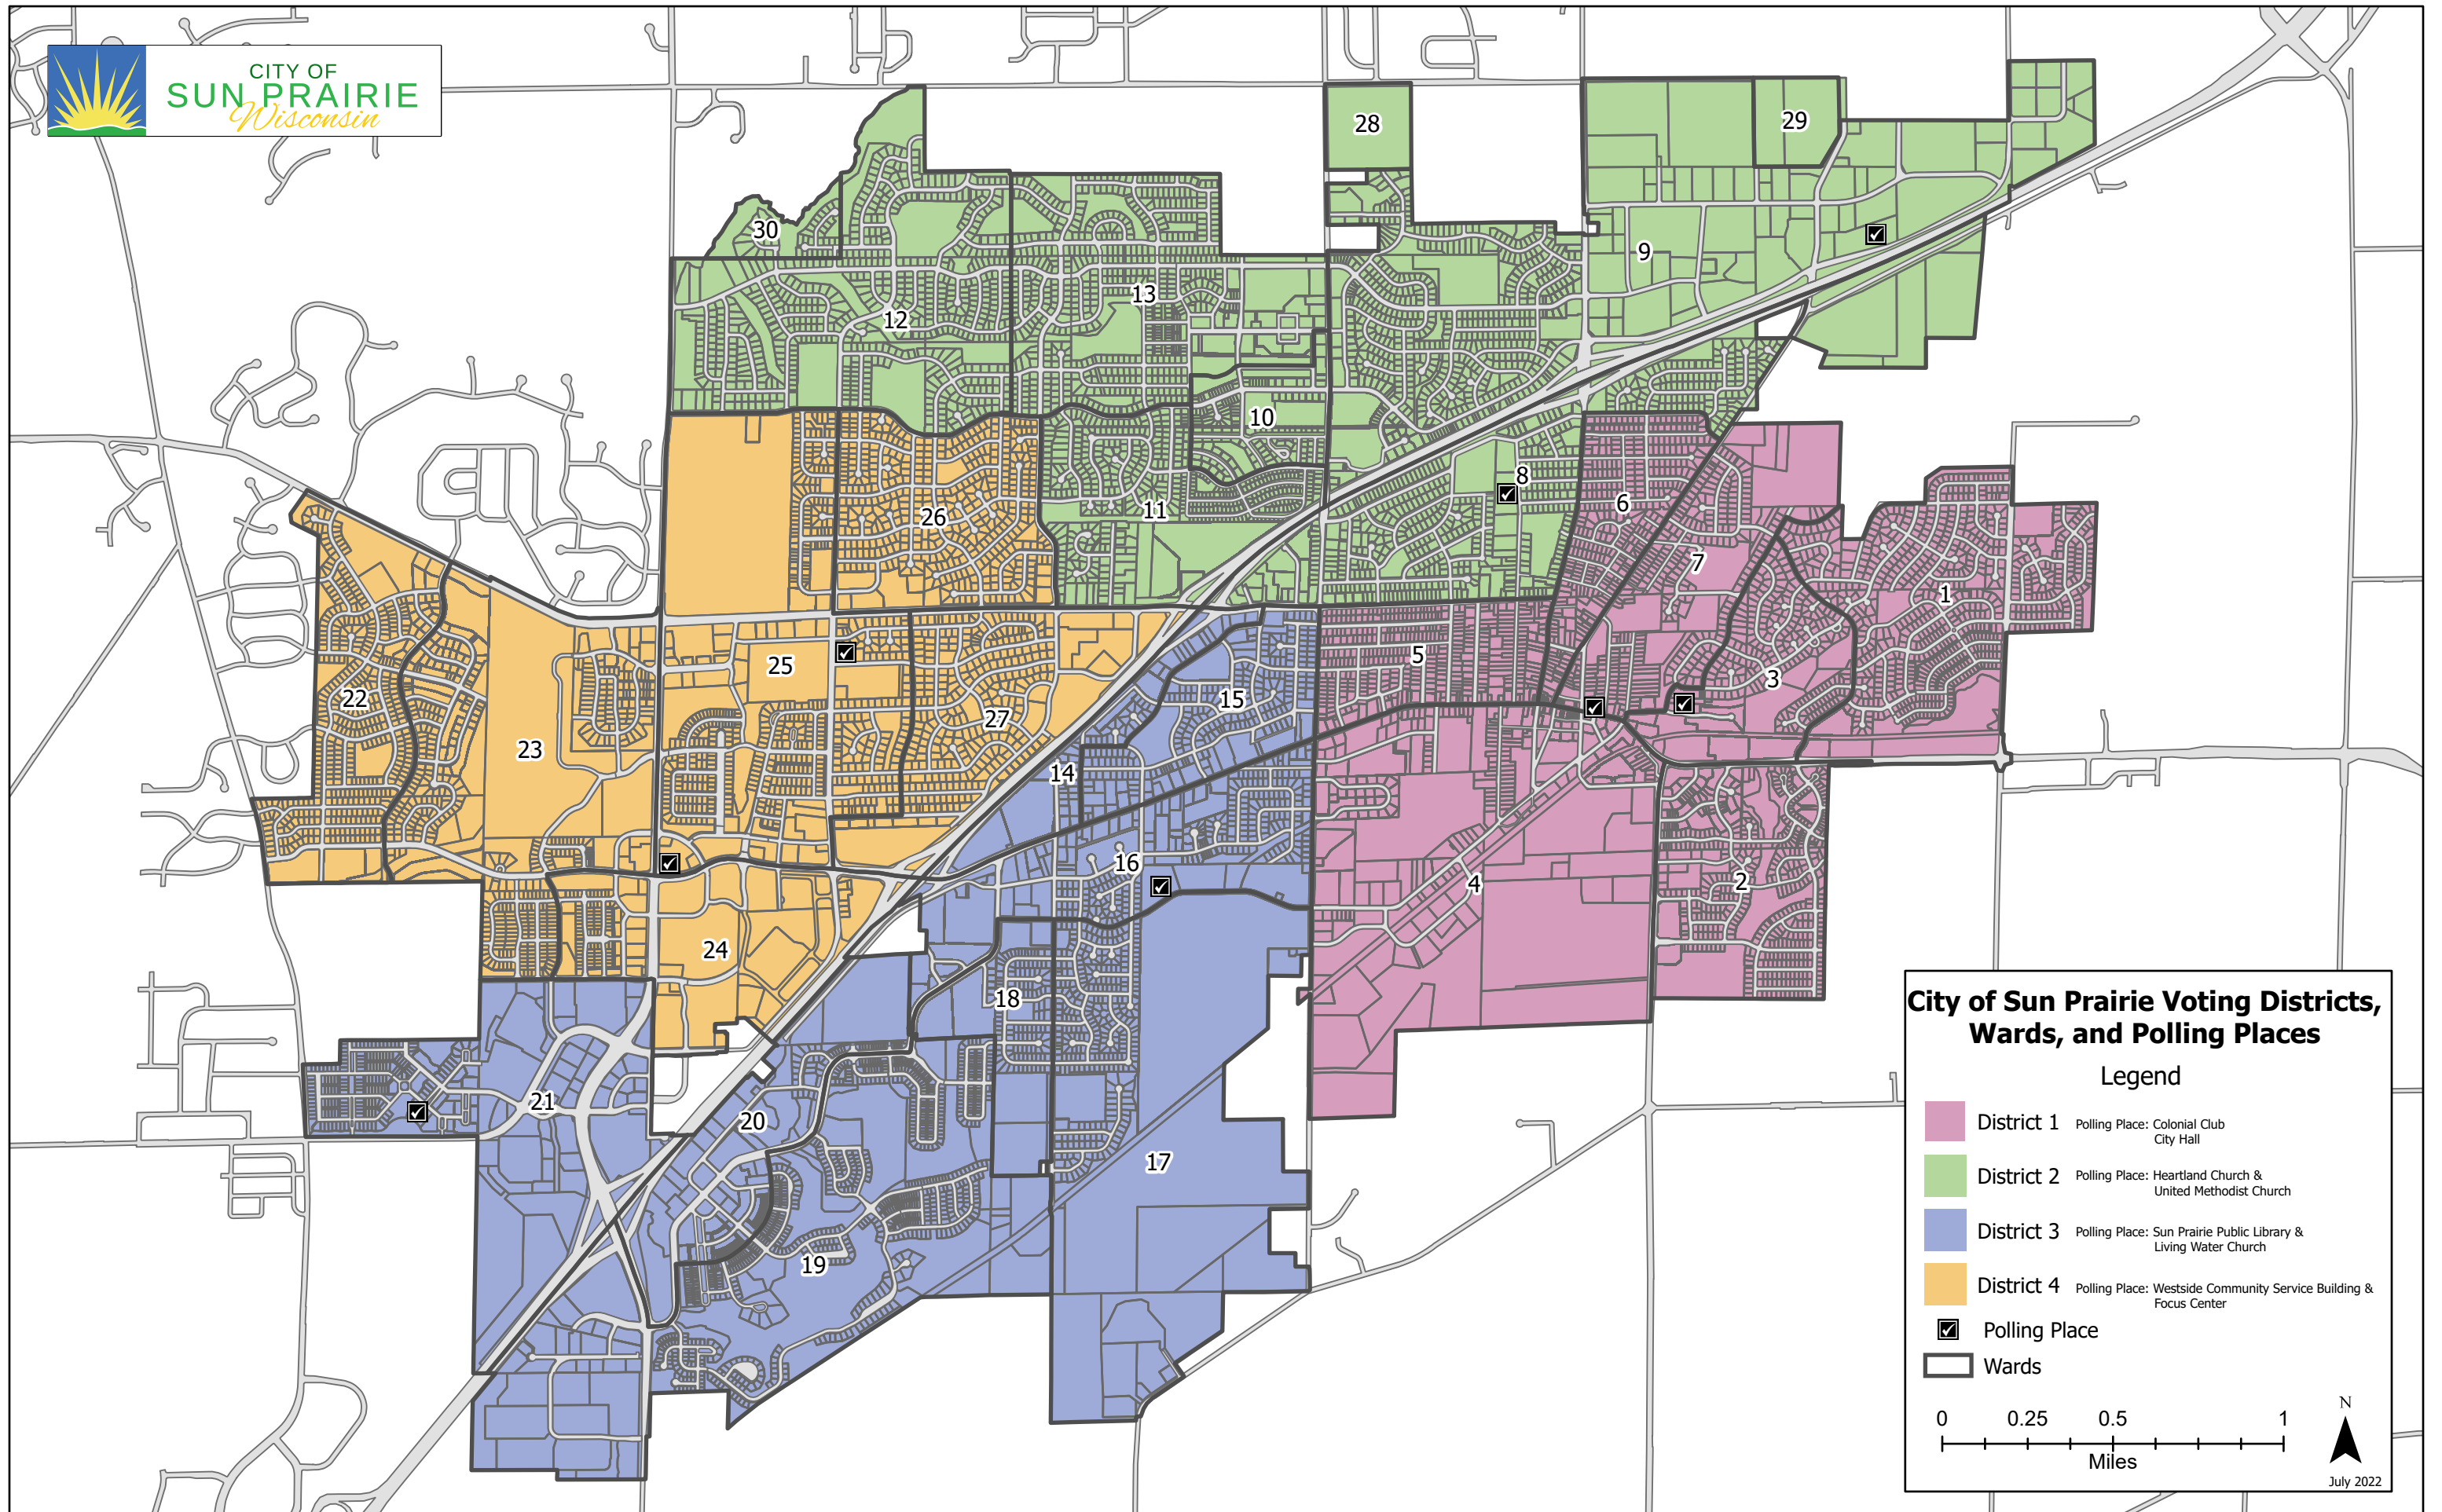 CITY OF
SUN PRAIRIE
Wisconsin
28
29
30
9
13
12
10
8
6
11
26
7
1
5
25
3
15
22
27
23
14
16
2
4
24
18
21
20
17
19
City of Sun Prairie Voting Districts,
Wards, and Polling Places
Legend
District 1 Polling Place: Colonial Club
City Hall
District 2 Polling Place: Heartland Church &
United Methodist Church
District 3 Polling Place: Sun Prairie Public Library &
Living Water Church
District 4 Polling Place: Westside Community Service Building &
Focus Center
Polling Place
Wards
0 0.25 0.5 1
Miles
N
July 2022